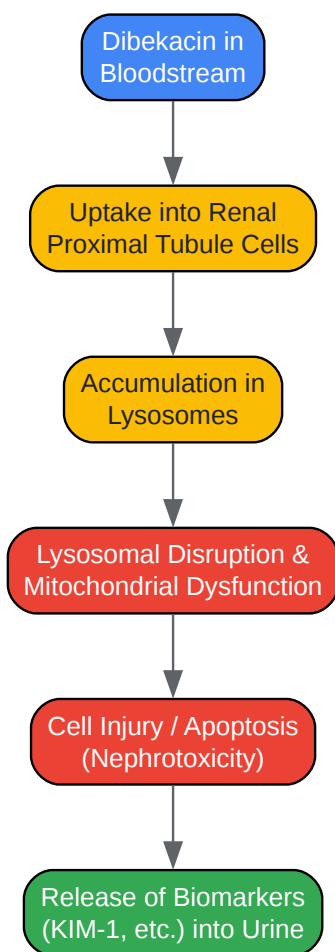 Dibekacin in
Bloodstream
Uptake into Renal
Proximal Tubule Cells
Accumulation in
Lysosomes
Lysosomal Disruption &
Mitochondrial Dysfunction
Cell Injury / Apoptosis
(Nephrotoxicity)
Release of Biomarkers
(KIM-1, etc.) into Urine